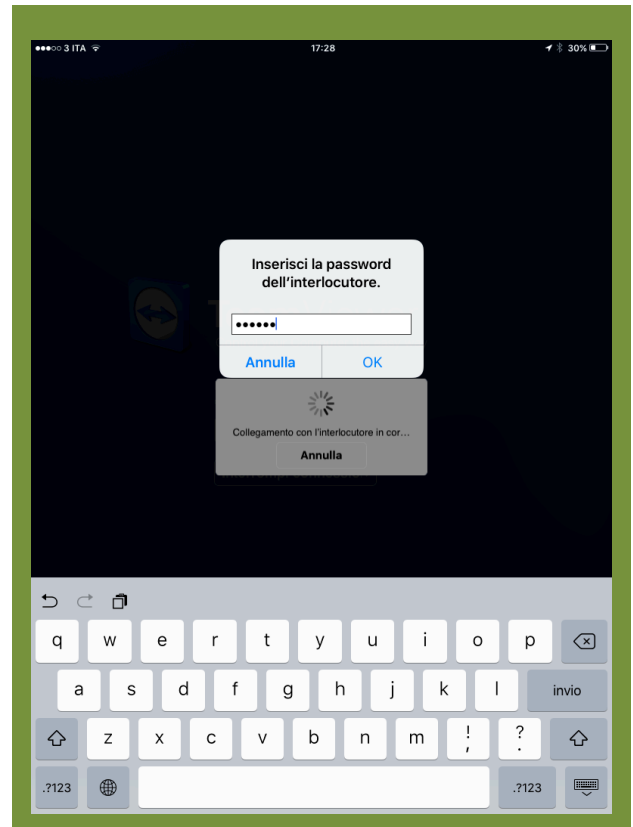 3 ITA 17:28 30%
Inserisci la password
dell'interlocutore.
••••••
Annulla OK
Collegamento con l'interlocutore in cor...
Annulla
q w e r t y u i o p
a s d f g h j k l invio
z x c v b n m ! , ? .
.?123 .?123